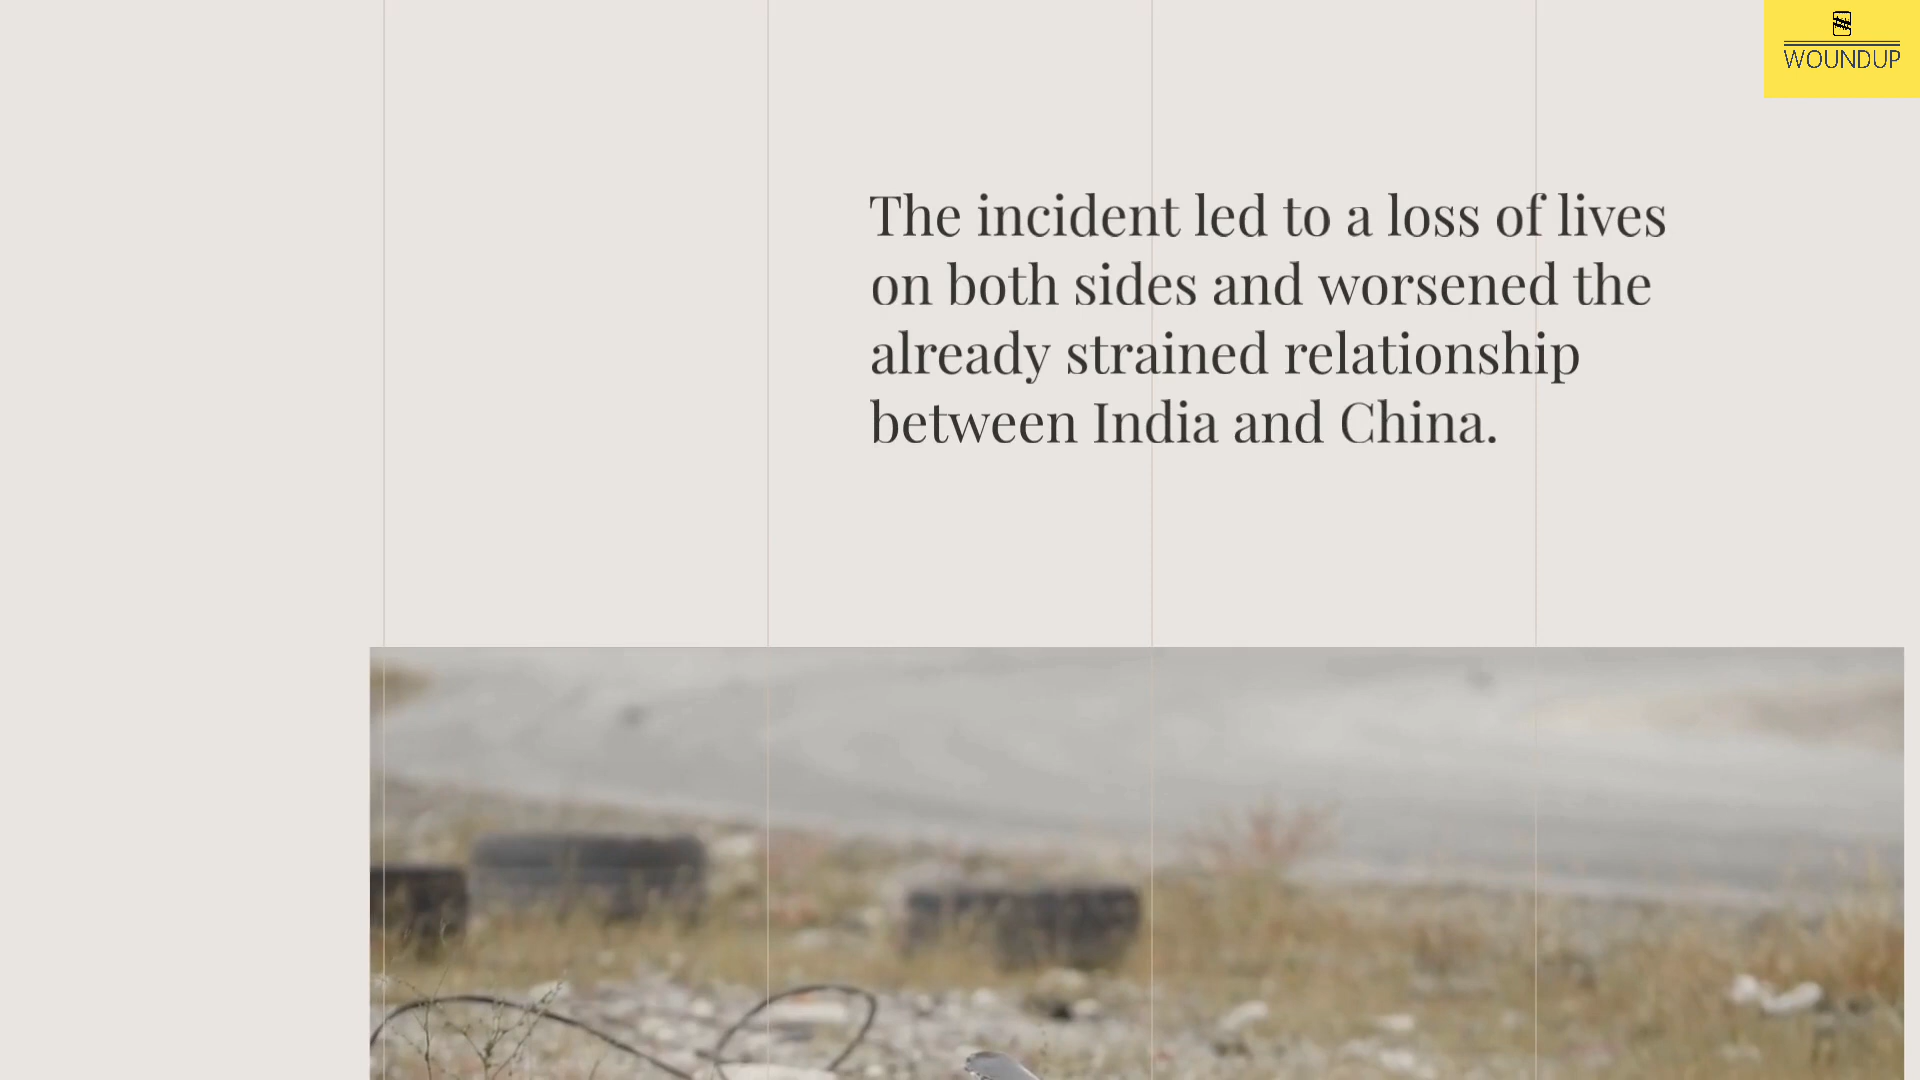 WOUNDUP
The incident led to a loss of lives
on both sides and worsened the
already strained relationship
between India and China.